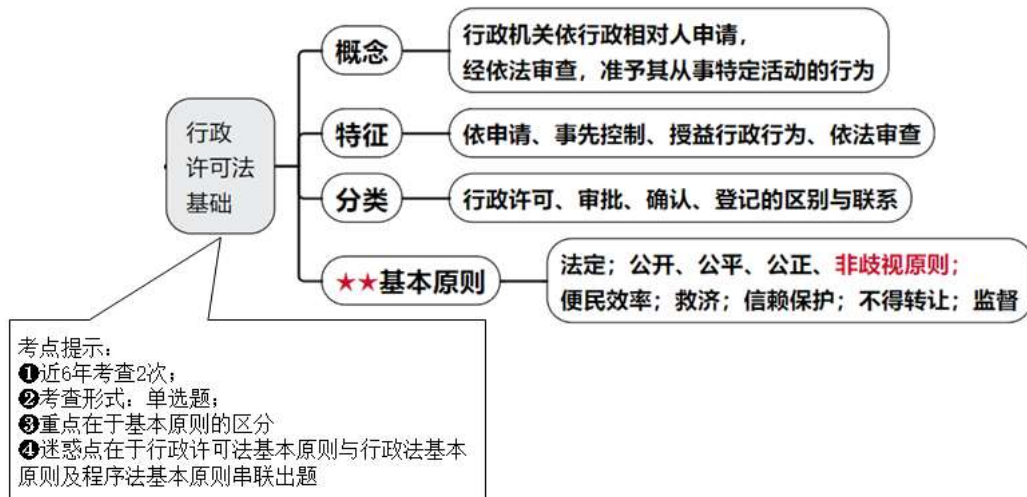 行政
许可法
基础
概念
行政机关依行政相对人申请，
经依法审查，准予其从事特定活动的行为
特征
依申请、事先控制、授益行政行为、依法审查
分类
行政许可、审批、确认、登记的区别与联系
★★基本原则
法定；公开、公平、公正、非歧视原则；
便民效率；救济；信赖保护；不得转让；监督
考点提示：
❶近6年考查2次；
❷考查形式：单选题；
❸重点在于基本原则的区分
❹迷惑点在于行政许可法基本原则与行政法基本
原则及程序法基本原则串联出题